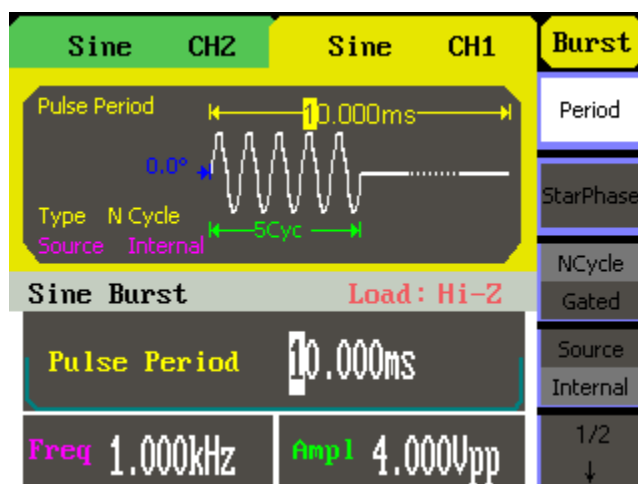 Sine CH2 Sine CH1 Burst
Pulse Period 10.000ms
0.0°
Type N Cycle
5Cyc
Source Internal
Sine Burst Load: Hi-Z
Pulse Period 10.000ms
Freq 1.000kHz Ampl 4.000Vpp
Period
StarPhase
NCycle
Gated
Source
Internal
1/2
↓